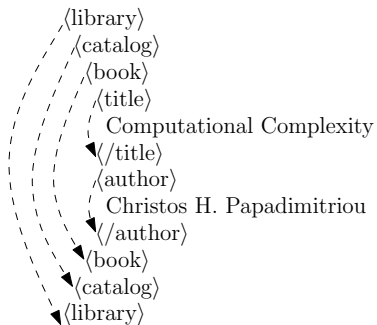 ⟨library⟩
⟨catalog⟩
⟨book⟩
⟨title⟩
Computational Complexity
⟨/title⟩
⟨author⟩
Christos H. Papadimitriou
⟨/author⟩
⟨book⟩
⟨catalog⟩
⟨library⟩